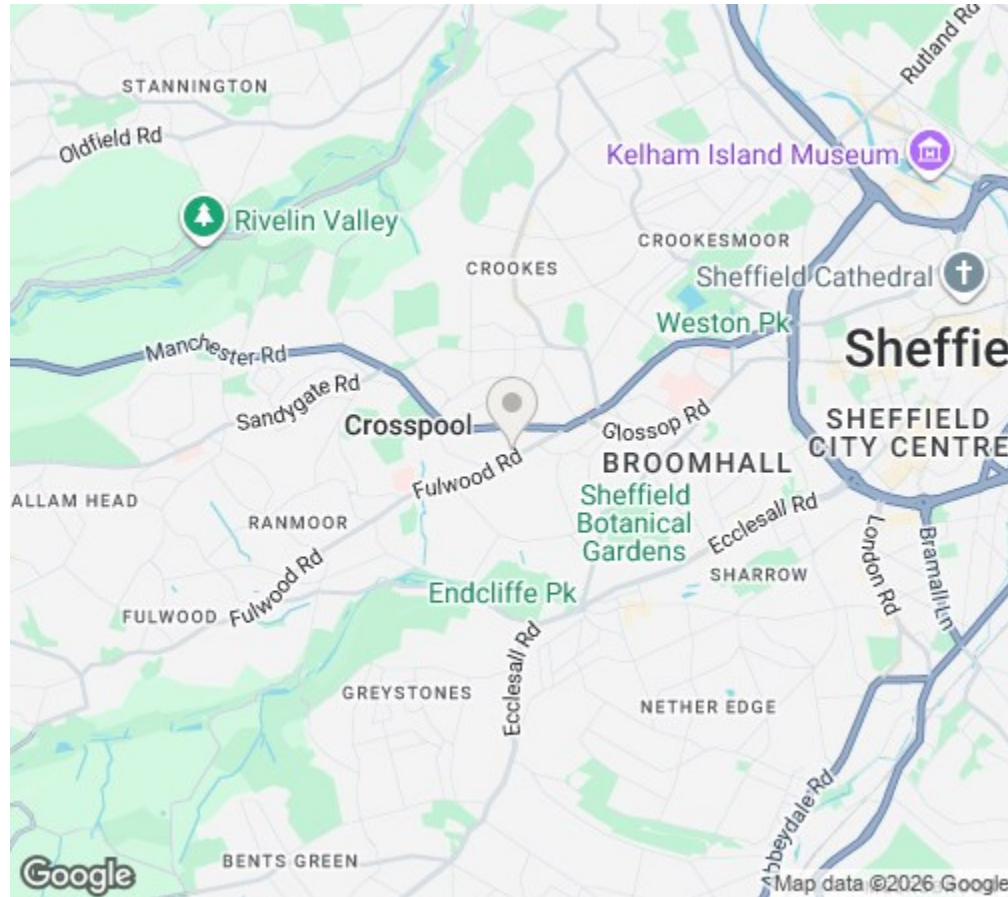 Rutland Rd
STANNINGTON
Oldfield Rd
Kelham Island Museum
Rivelin Valley
CROOKESMOOR
CROOKES
Sheffield Cathedral
Weston Pk
Manchester Rd
Sheffie
Sandygate Rd
Crosspool
Glossop Rd
SHEFFIELD
CITY CENTRE
BROOMHALL
Fulwood Rd
ALLAM HEAD
Sheffield
Botanical
Gardens
RANMOOR
Ecclesall Rd
London Rd
Bramall Ln
SHARROW
Fulwood Rd
Endcliffe Pk
FULWOOD
Ecclesall Rd
GREYSTONES
NETHER EDGE
Abbeydale Rd
BENTS GREEN
Google
Map data ©2026 Google